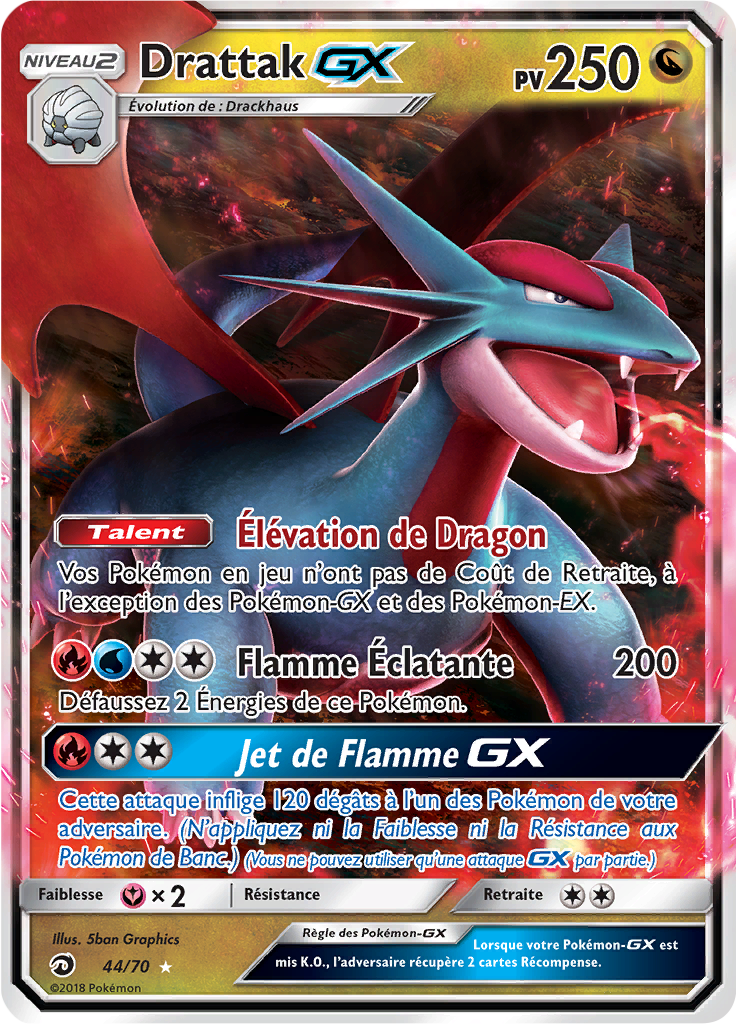 NIVEAU2 Drattak GX PV250
Évolution de : Drackhaus
Talent Élévation de Dragon
Vos Pokémon en jeu n'ont pas de Coût de Retraite, à
l'exception des Pokémon-GX et des Pokémon-EX.
Flamme Éclatante 200
Défaussez 2 Énergies de ce Pokémon.
Jet de Flamme GX
Cette attaque inflige 120 dégâts à l'un des Pokémon de votre
adversaire. (N'appliquez ni la Faiblesse ni la Résistance aux
Pokémon de Banc.) (Vous ne pouvez utiliser qu'une attaque GX par partie.)
Faiblesse × 2 Résistance Retraite
Illus. 5ban Graphics
44/70
©2018 Pokémon
Règle des Pokémon-GX
Lorsque votre Pokémon-GX est
mis K.O., l'adversaire récupère 2 cartes Récompense.